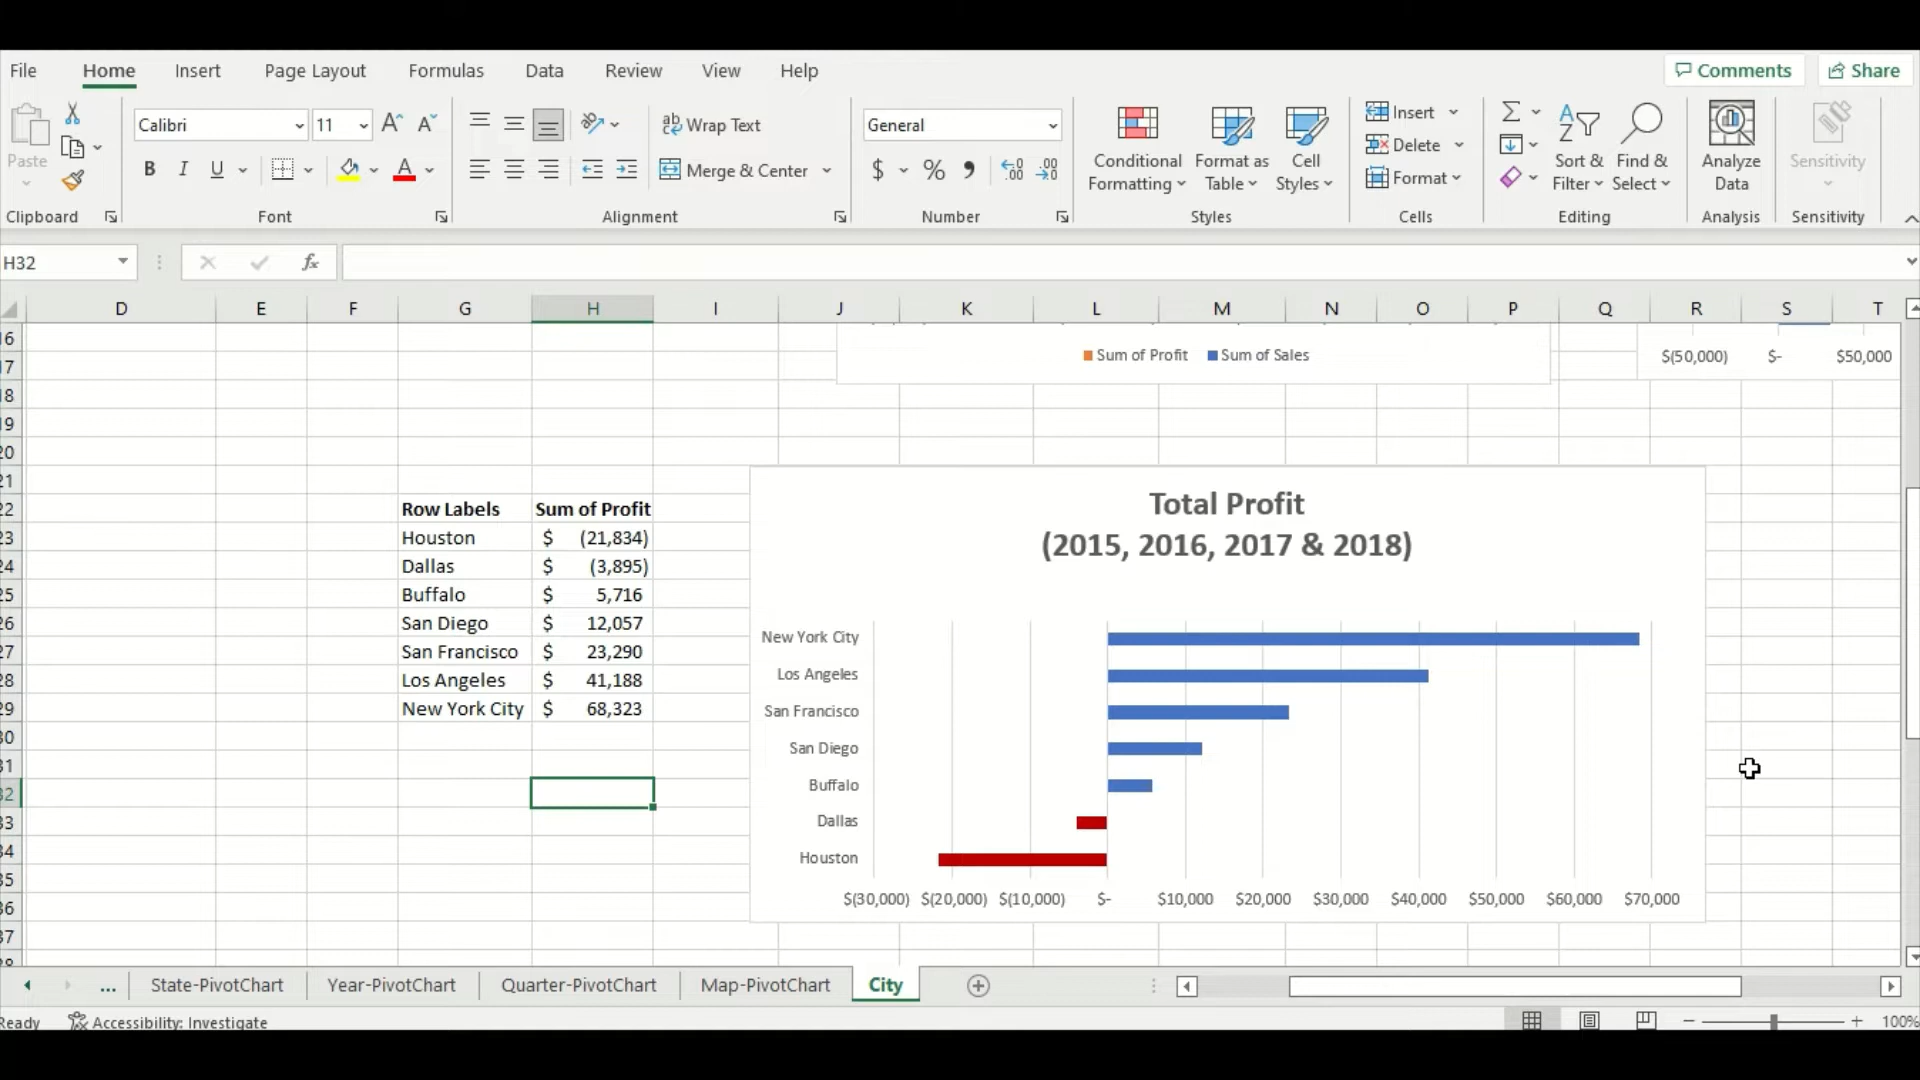 File Home Insert Page Layout Formulas Data Review View Help Comments Share
Paste Calibri 11 Wrap Text General
B I U Merge & Center $ % Conditional Formatting Format as Table Cell Styles Insert Delete Format Sort & Filter Find & Select Analyze Data Sensitivity
Clipboard Font Alignment Number Styles Cells Editing Analysis Sensitivity
H32 fx
D E F G H I J K L M N O P Q R S T
Sum of Profit Sum of Sales
$(50,000) $- $50,000
Row Labels Sum of Profit
Houston $ (21,834)
Dallas $ (3,895)
Buffalo $ 5,716
San Diego $ 12,057
San Francisco $ 23,290
Los Angeles $ 41,188
New York City $ 68,323
Total Profit
(2015, 2016, 2017 & 2018)
New York City
Los Angeles
San Francisco
San Diego
Buffalo
Dallas
Houston
$(30,000) $(20,000) $(10,000) $- $10,000 $20,000 $30,000 $40,000 $50,000 $60,000 $70,000
... State-PivotChart Year-PivotChart Quarter-PivotChart Map-PivotChart City
Accessibility: Investigate 100%